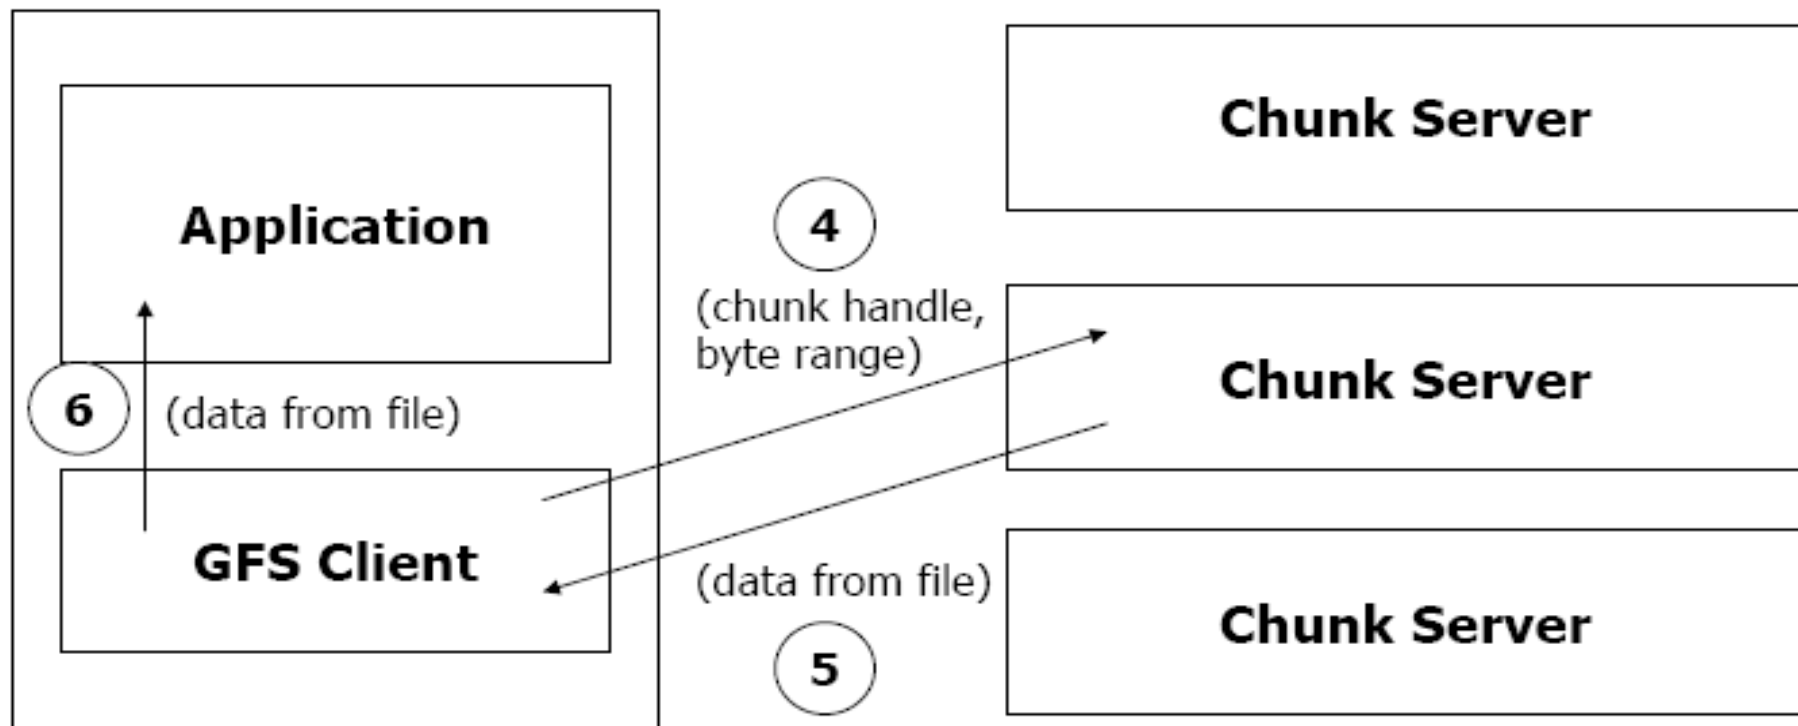 Application
6
(data from file)
GFS Client
4
(chunk handle,
byte range)
(data from file)
5
Chunk Server
Chunk Server
Chunk Server